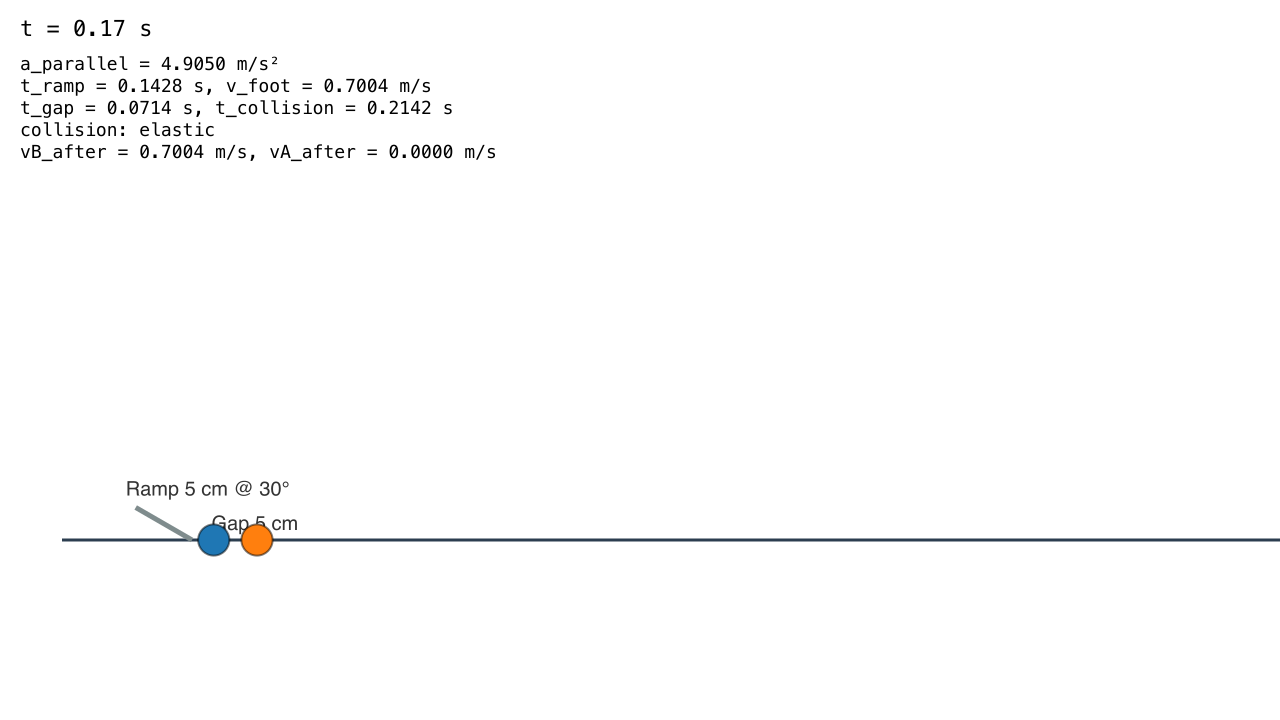 t = 0.17 s
a_parallel = 4.9050 m/s²
t_ramp = 0.1428 s, v_foot = 0.7004 m/s
t_gap = 0.0714 s, t_collision = 0.2142 s
collision: elastic
vB_after = 0.7004 m/s, vA_after = 0.0000 m/s
Ramp 5 cm @ 30°
Gap 5 cm